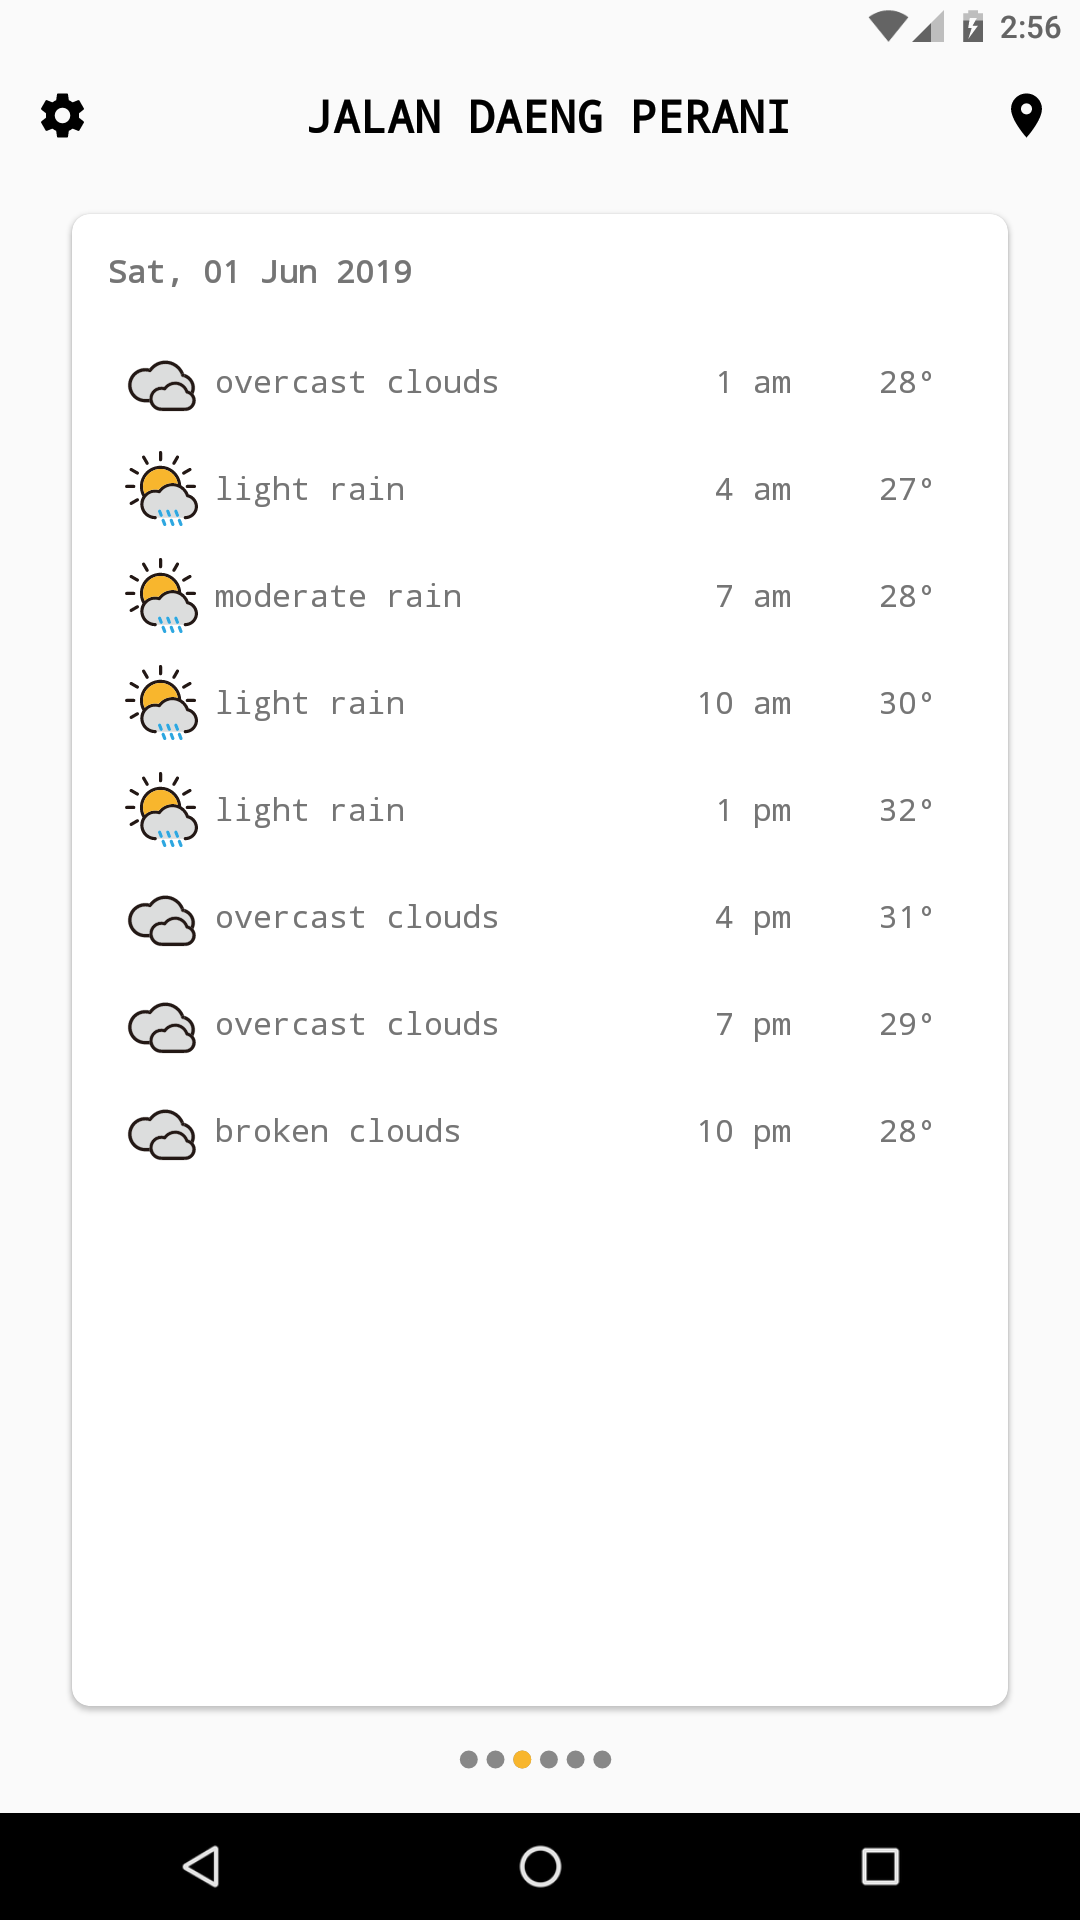 2:56
JALAN DAENG PERANI
Sat, 01 Jun 2019
overcast clouds 1 am 28°
light rain 4 am 27°
moderate rain 7 am 28°
light rain 10 am 30°
light rain 1 pm 32°
overcast clouds 4 pm 31°
overcast clouds 7 pm 29°
broken clouds 10 pm 28°